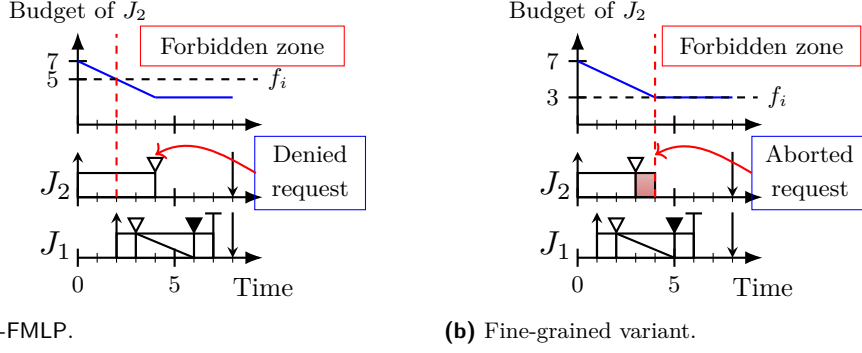 Budget of J2
Forbidden zone
7
5
fi
J2
Denied
request
J1
0
5
Time
-FMLP.
Budget of J2
Forbidden zone
7
3
fi
J2
Aborted
request
J1
0
5
Time
(b) Fine-grained variant.